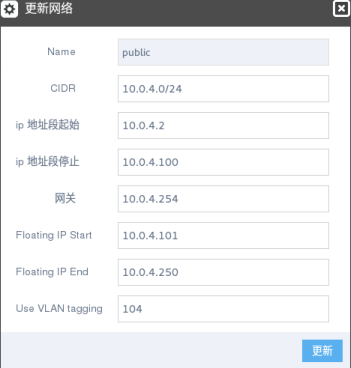 更新网络
Name public
CIDR 10.0.4.0/24
ip 地址段起始 10.0.4.2
ip 地址段停止 10.0.4.100
网关 10.0.4.254
Floating IP Start 10.0.4.101
Floating IP End 10.0.4.250
Use VLAN tagging 104
更新